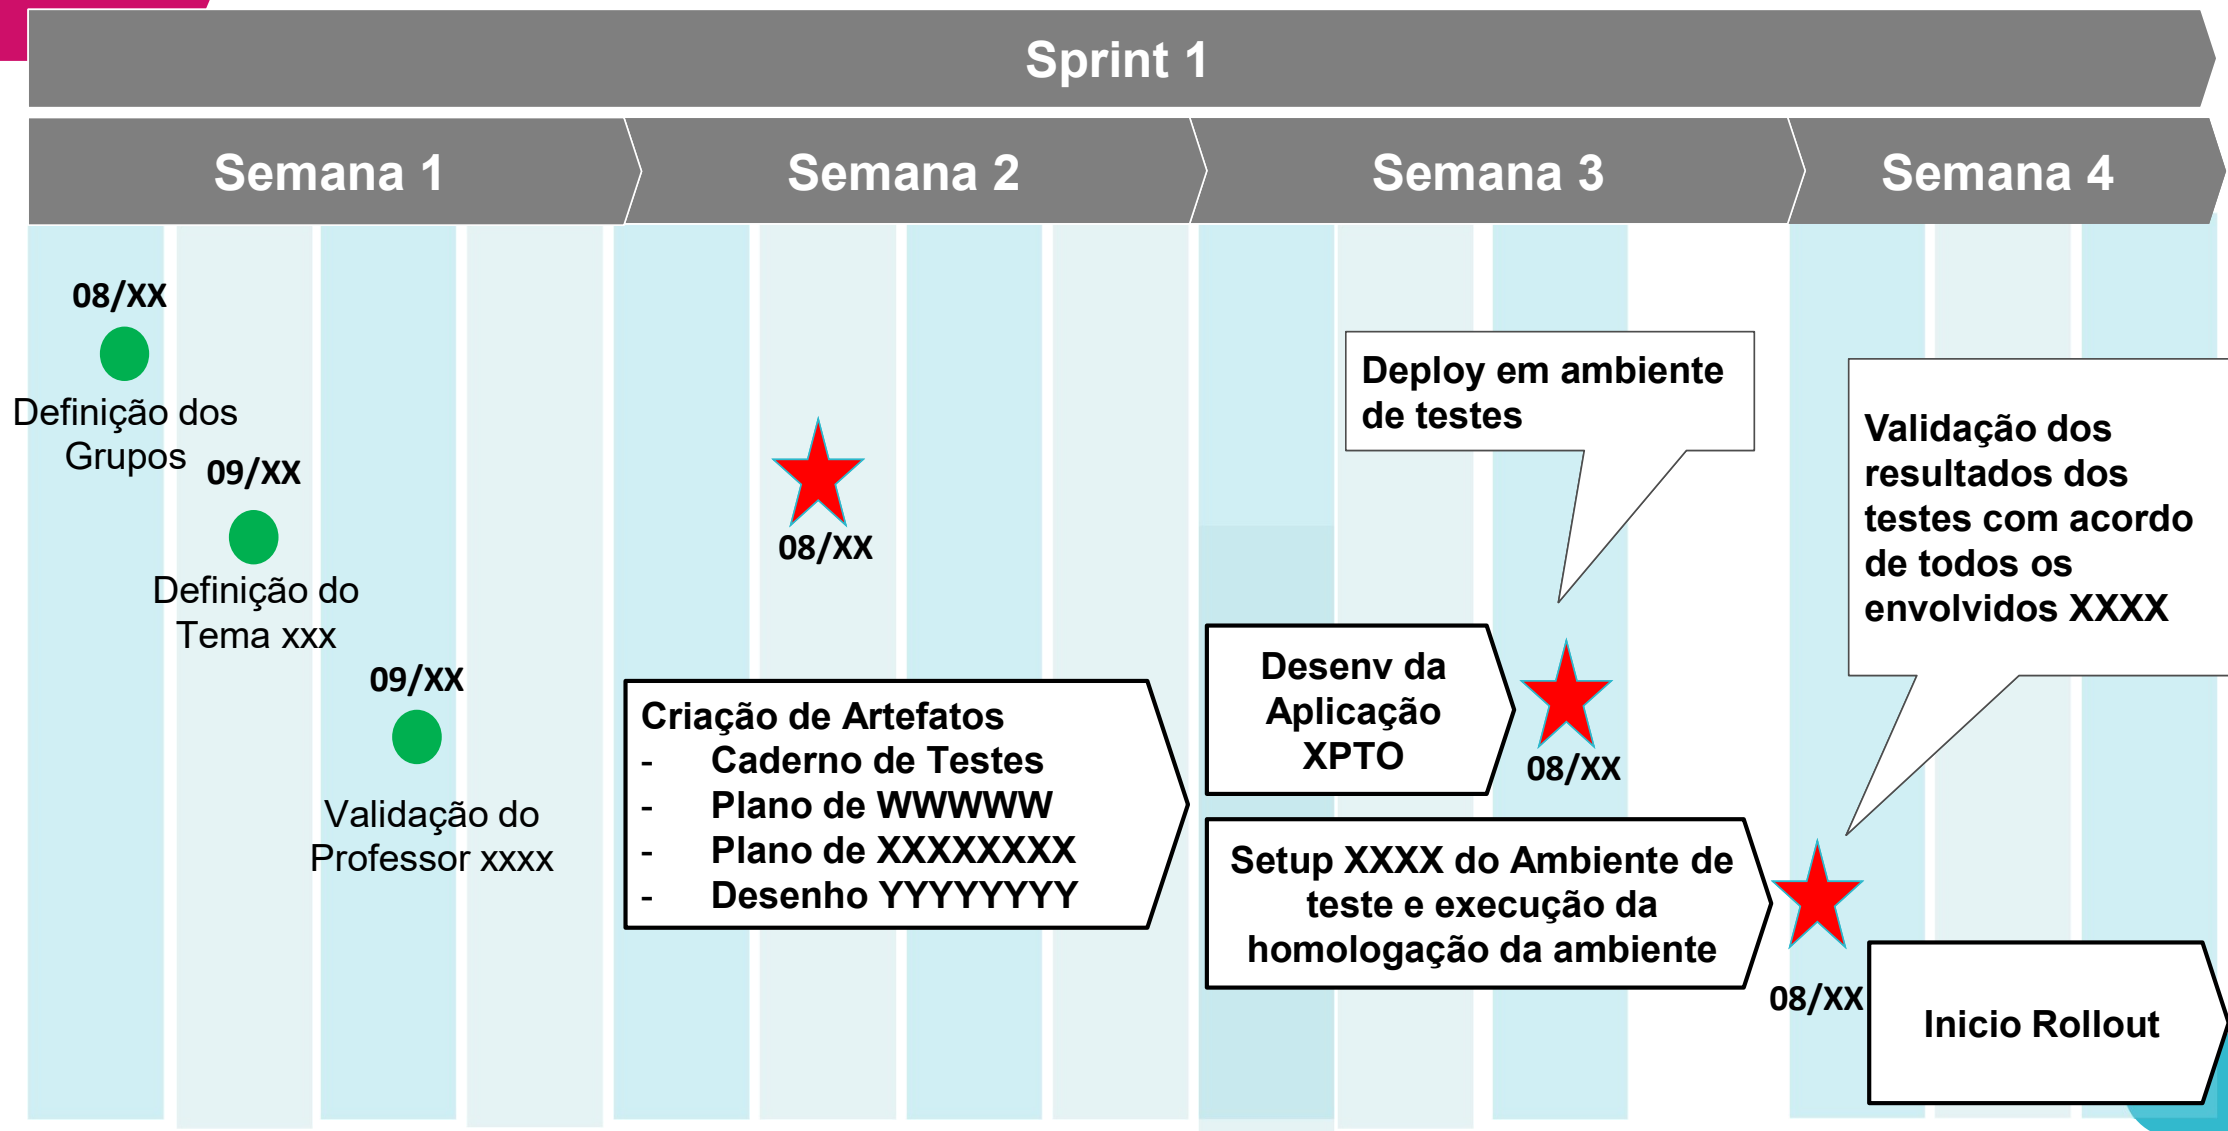 Sprint 1
Semana 1
Semana 2
Semana 3
Semana 4
08/XX
Definição dos
Grupos
09/XX
Definição do
Tema xxx
09/XX
Validação do
Professor xxxx
08/XX
Criação de Artefatos
- Caderno de Testes
- Plano de WWWWW
- Plano de XXXXXXXX
- Desenho YYYYYYYY
Deploy em ambiente
de testes
Desenv da
Aplicação
XPTO
08/XX
Setup XXXX do Ambiente de
teste e execução da
homologação da ambiente
Validação dos
resultados dos
testes com acordo
de todos os
envolvidos XXXX
08/XX
Inicio Rollout